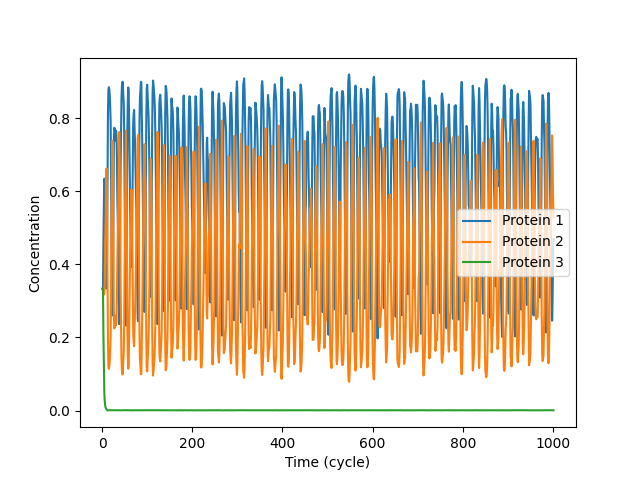 0.8
0.6
0.4
0.2
0.0
Concentration
Protein 1
Protein 2
Protein 3
0
200
400
600
800
1000
Time (cycle)